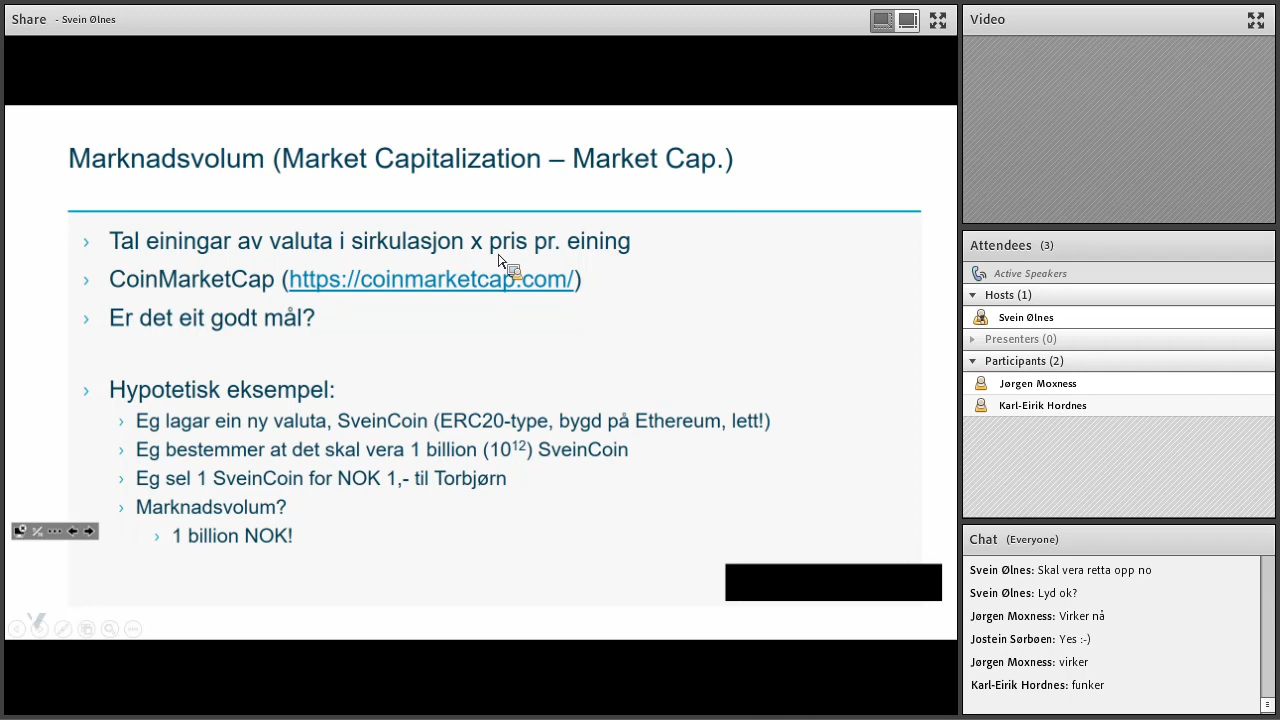 Share - Svein Ølnes
Marknadsvolum (Market Capitalization – Market Cap.)
› Tal einingar av valuta i sirkulasjon x pris pr. eining
› CoinMarketCap (https://coinmarketcap.com/)
› Er det eit godt mål?
› Hypotetisk eksempel:
› Eg lagar ein ny valuta, SveinCoin (ERC20-type, bygd på Ethereum, lett!)
› Eg bestemmer at det skal vera 1 billion (10¹²) SveinCoin
› Eg sel 1 SveinCoin for NOK 1,- til Torbjørn
› Marknadsvolum?
› 1 billion NOK!
Video
Attendees (3)
Active Speakers
Hosts (1)
Svein Ølnes
Presenters (0)
Participants (2)
Jørgen Moxness
Karl-Eirik Hordnes
Chat (Everyone)
Svein Ølnes: Skal vera retta opp no
Svein Ølnes: Lyd ok?
Jørgen Moxness: Virker nå
Jostein Sørbøen: Yes :-)
Jørgen Moxness: virker
Karl-Eirik Hordnes: funker